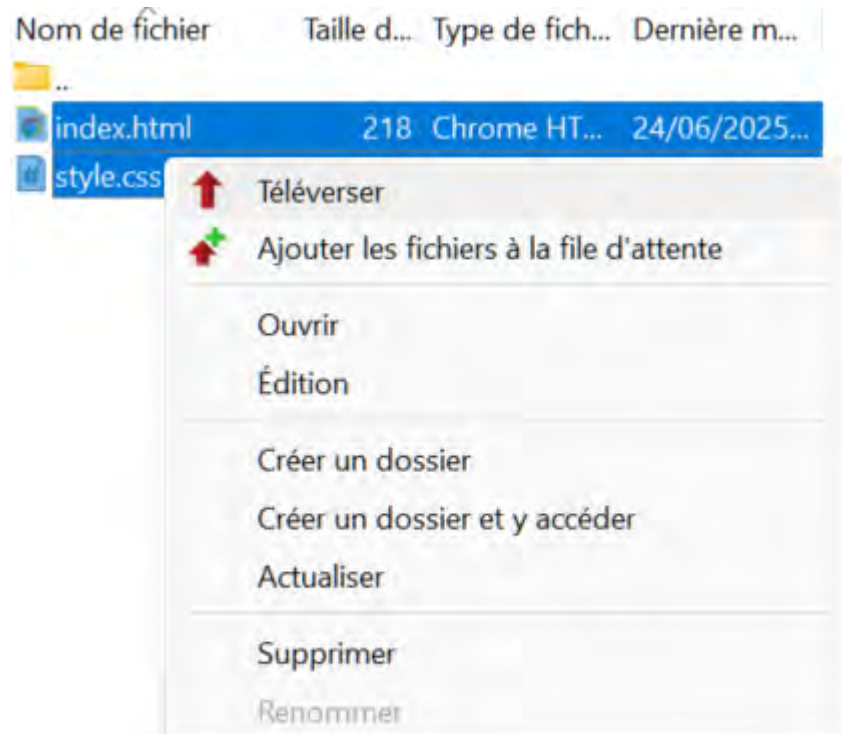 Nom de fichier Taille d... Type de fich... Dernière m...
..
index.html 218 Chrome HT... 24/06/2025...
style.css
Téléverser
Ajouter les fichiers à la file d'attente
Ouvrir
Édition
Créer un dossier
Créer un dossier et y accéder
Actualiser
Supprimer
Renommer